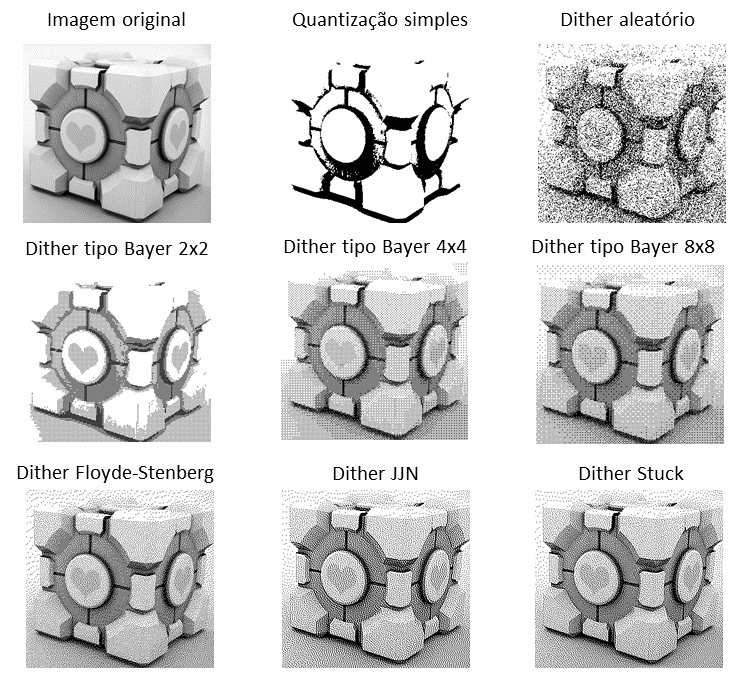 Imagem original
Quantização simples
Dither aleatório
Dither tipo Bayer 2x2
Dither tipo Bayer 4x4
Dither tipo Bayer 8x8
Dither Floyde-Stenberg
Dither JJN
Dither Stuck